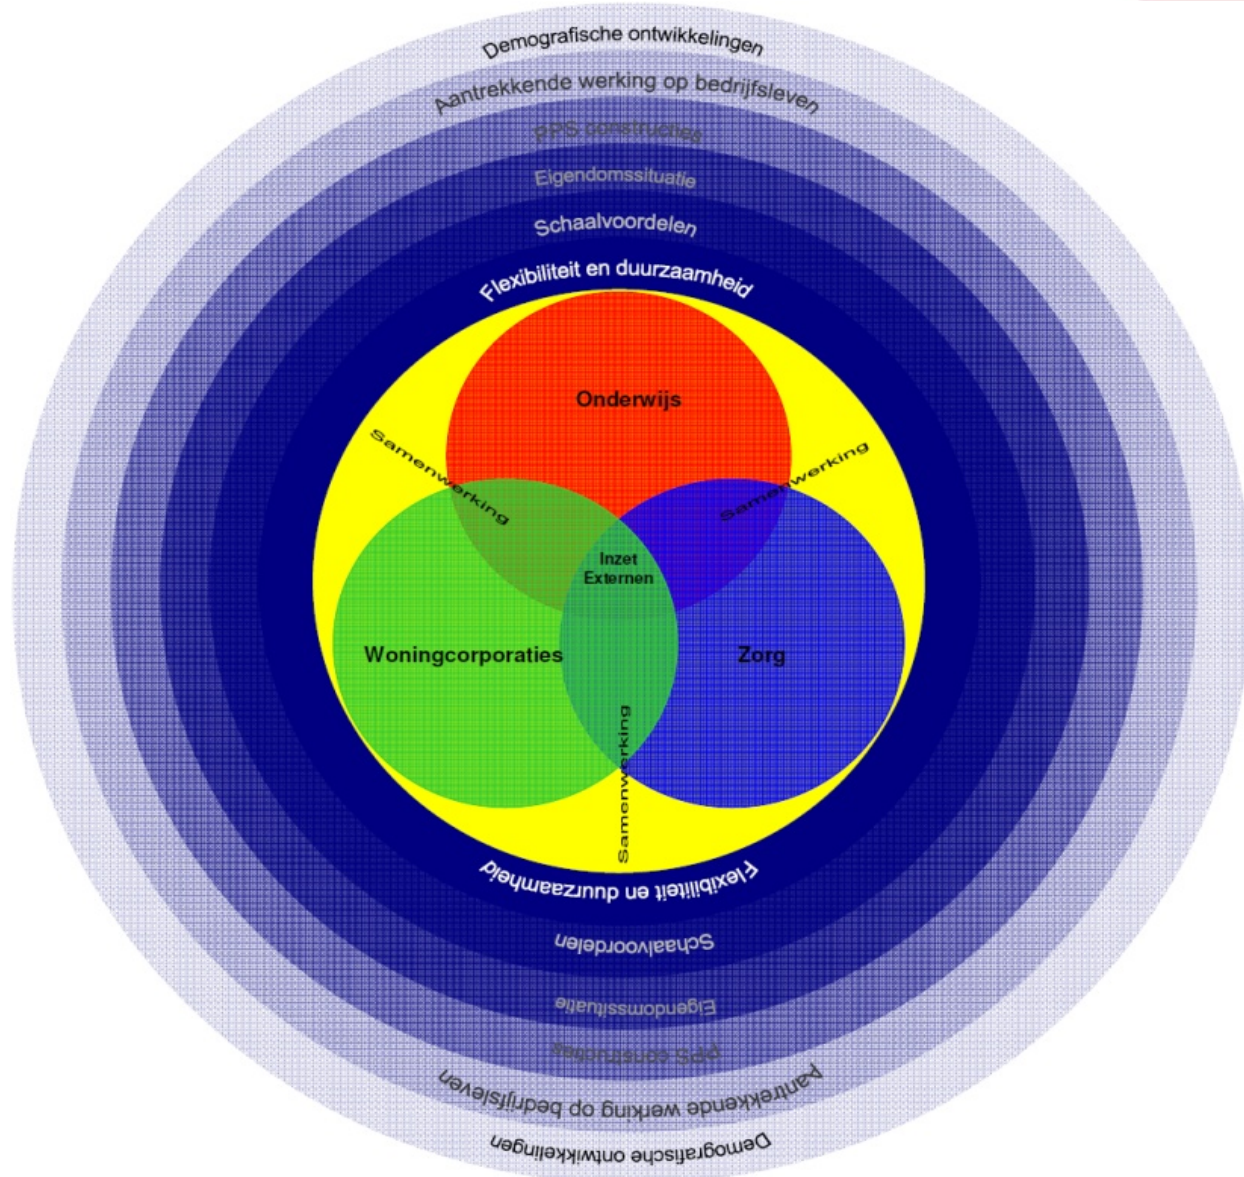 Demografische ontwikkelingen
Aantrekkende werking op bedrijfsleven
PPS constructies
Eigendomssituatie
Schaalvoordelen
Flexibiliteit en duurzaamheid
Onderwijs
Samenwerking
Samenwerking
Inzet
Externen
Woningcorporaties
Zorg
Samenwerking
Flexibiliteit en duurzaamheid
Schaalvoordelen
Eigendomssituatie
PPS constructies
Aantrekkende werking op bedrijfsleven
Demografische ontwikkelingen